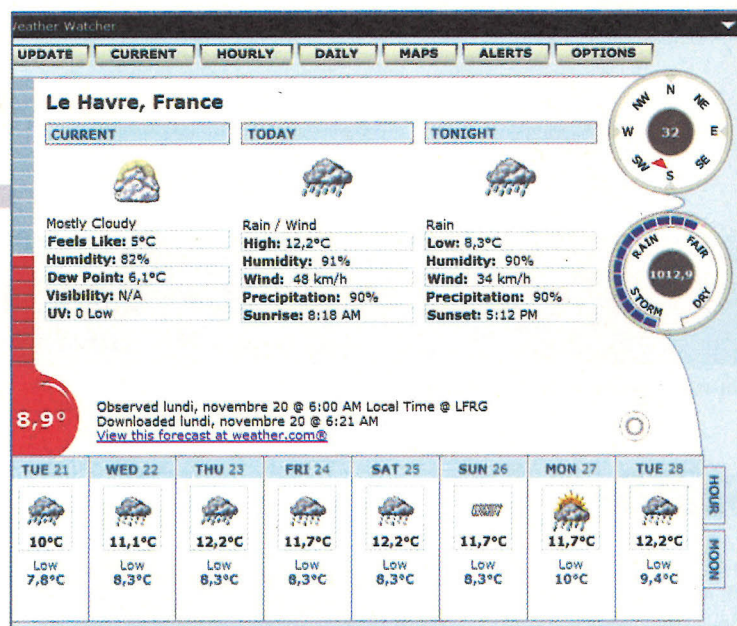 Weather Watcher
UPDATE CURRENT HOURLY DAILY MAPS ALERTS OPTIONS
Le Havre, France
CURRENT TODAY TONIGHT
Mostly Cloudy
Feels Like: 5°C
Humidity: 82%
Dew Point: 6,1°C
Visibility: N/A
UV: 0 Low
Rain / Wind
High: 12,2°C
Humidity: 91%
Wind: 48 km/h
Precipitation: 90%
Sunrise: 8:18 AM
Rain
Low: 8,3°C
Humidity: 90%
Wind: 34 km/h
Precipitation: 90%
Sunset: 5:12 PM
N
NE
E
SE
S
SW
W
NW
32
STORM
RAIN
FAIR
DRY
1012,9
8,9°
Observed lundi, novembre 20 @ 6:00 AM Local Time @ LFRG
Downloaded lundi, novembre 20 @ 6:21 AM
View this forecast at weather.com®
TUE 21 WED 22 THU 23 FRI 24 SAT 25 SUN 26 MON 27 TUE 28
10°C 11,1°C 12,2°C 11,7°C 12,2°C 11,7°C 11,7°C 12,2°C
Low Low Low Low Low Low Low Low
7,8°C 8,3°C 8,3°C 8,3°C 8,3°C 8,3°C 10°C 9,4°C
HOUR
MOON